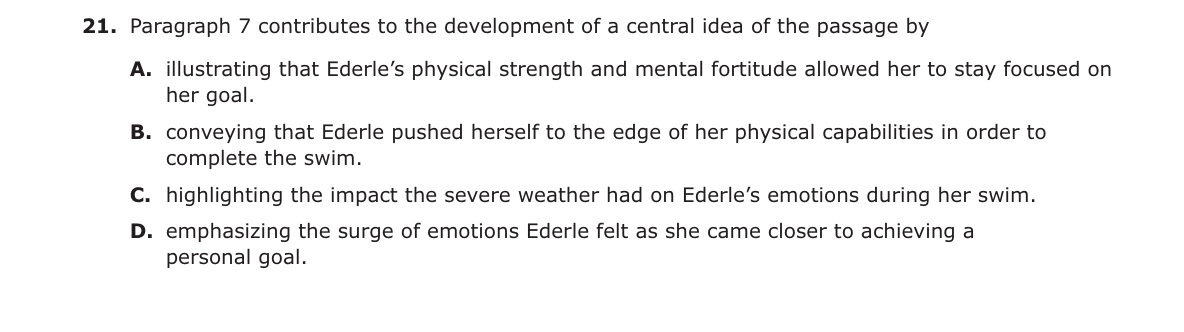 21. Paragraph 7 contributes to the development of a central idea of the passage by
A. illustrating that Ederle’s physical strength and mental fortitude allowed her to stay focused on
her goal.
B. conveying that Ederle pushed herself to the edge of her physical capabilities in order to
complete the swim.
C. highlighting the impact the severe weather had on Ederle’s emotions during her swim.
D. emphasizing the surge of emotions Ederle felt as she came closer to achieving a
personal goal.